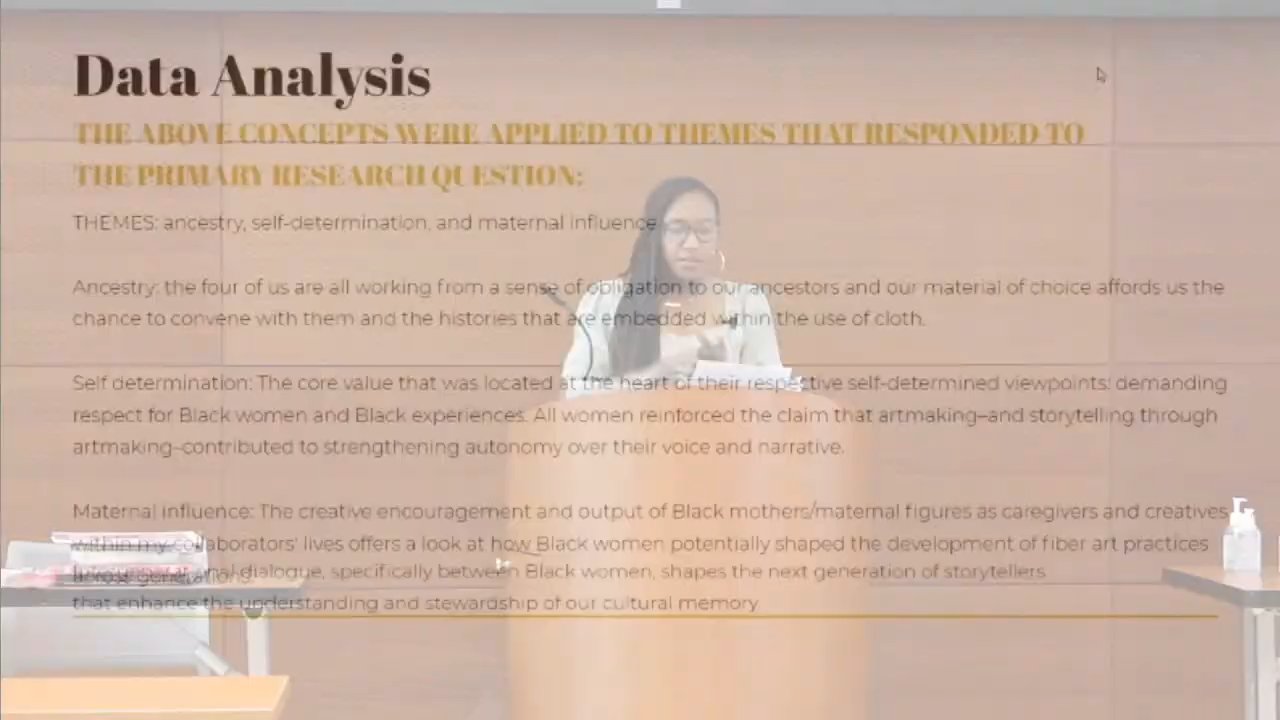 Data Analysis
THE ABOVE CONCEPTS WERE APPLIED TO THEMES THAT RESPONDED TO
THE PRIMARY RESEARCH QUESTION:
THEMES: ancestry, self-determination, and maternal influence
Ancestry: the four of us are all working from a sense of obligation to our ancestors and our material of choice affords us the
chance to convene with them and the histories that are embedded within the use of cloth.
Self determination: The core value that was located at the heart of their respective self-determined viewpoints: demanding
respect for Black women and Black experiences. All women reinforced the claim that artmaking–and storytelling through
artmaking–contributed to strengthening autonomy over their voice and narrative.
Maternal influence: The creative encouragement and output of Black mothers/maternal figures as caregivers and creatives
within my collaborators' lives offers a look at how Black women potentially shaped the development of fiber art practices
dialogue, specifically between Black women, shapes the next generation of storytellers
that enhance the understanding and stewardship of our cultural memory